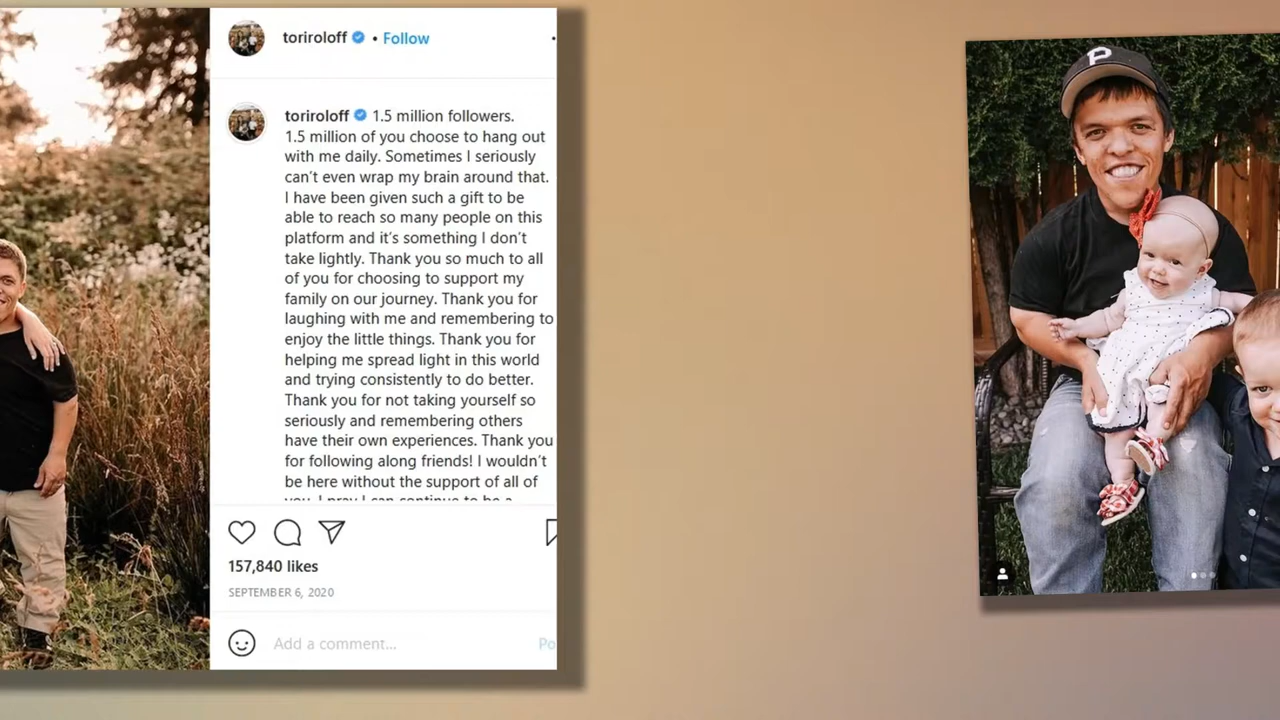 toriroloff • Follow
toriroloff 1.5 million followers.
1.5 million of you choose to hang out
with me daily. Sometimes I seriously
can't even wrap my brain around that.
I have been given such a gift to be
able to reach so many people on this
platform and it's something I don't
take lightly. Thank you so much to all
of you for choosing to support my
family on our journey. Thank you for
laughing with me and remembering to
enjoy the little things. Thank you for
helping me spread light in this world
and trying consistently to do better.
Thank you for not taking yourself so
seriously and remembering others
have their own experiences. Thank you
for following along friends! I wouldn't
be here without the support of all of
you. I pray I can continue to be a
157,840 likes
SEPTEMBER 6, 2020
Add a comment... Po
P